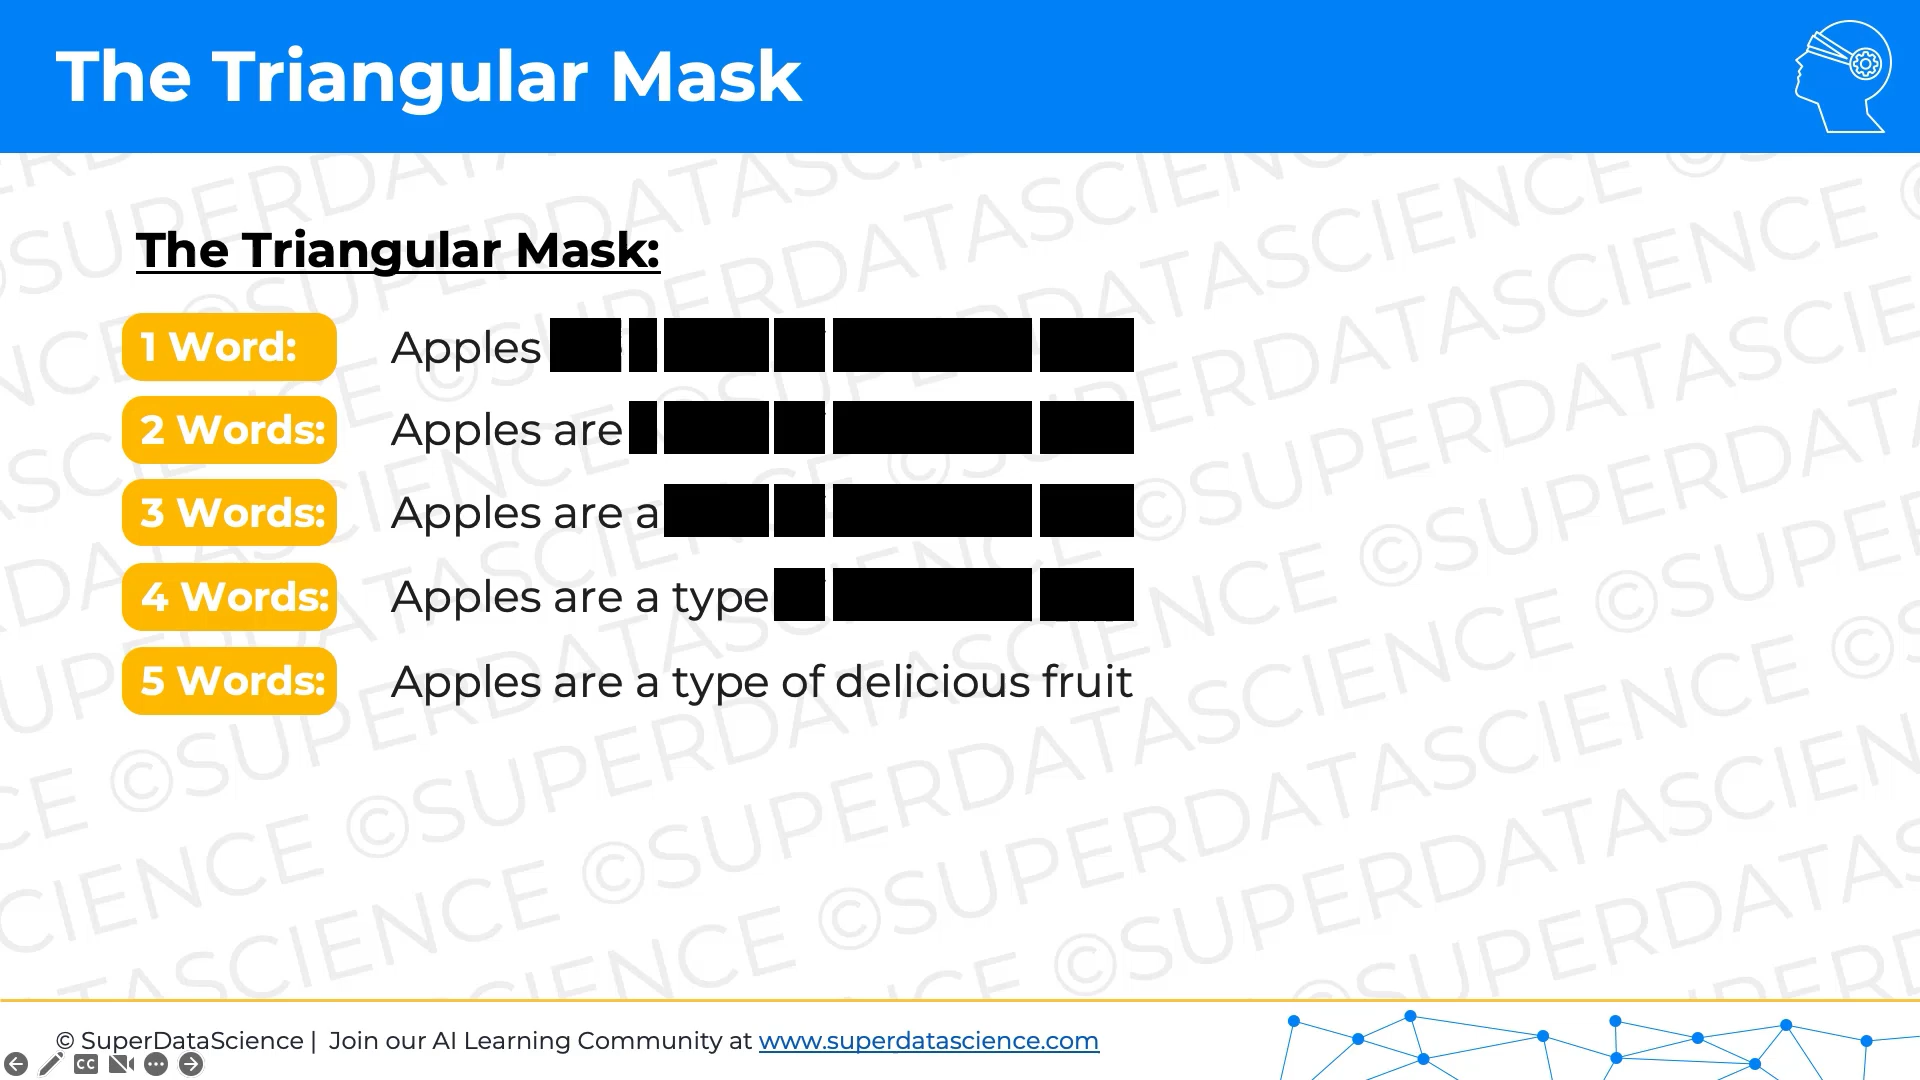 The Triangular Mask
The Triangular Mask:
1 Word: Apples
2 Words: Apples are
3 Words: Apples are a
4 Words: Apples are a type
5 Words: Apples are a type of delicious fruit
© SuperDataScience | Join our AI Learning Community at www.superdatascience.com
CC
©SUPERDATASCIENCE